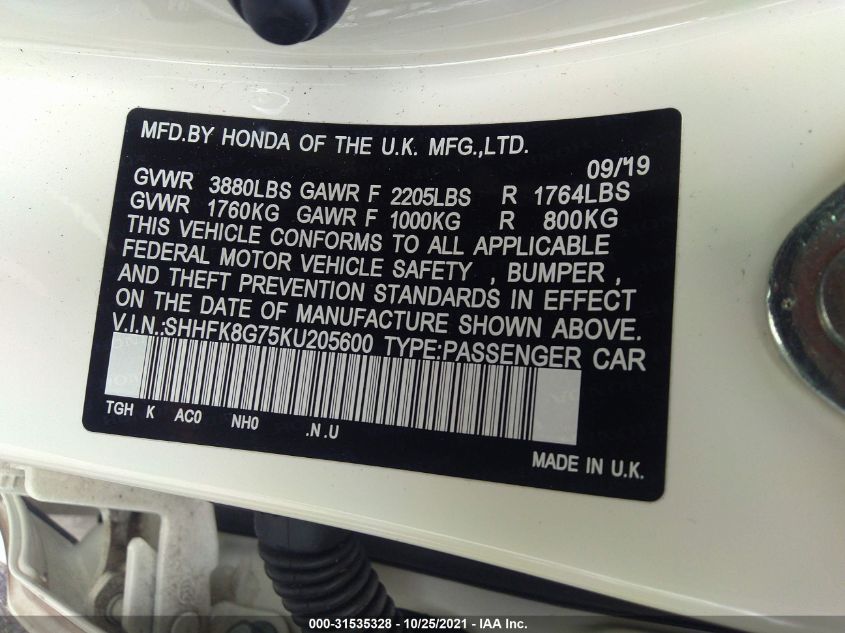 MFD.BY HONDA OF THE U.K. MFG.,LTD.
09/'19
GVWR 3880LBS GAWR F 2205LBS R 1764LBS
GVWR 1760KG GAWR F 1000KG R 800KG
THIS VEHICLE CONFORMS TO ALL APPLICABLE
FEDERAL MOTOR VEHICLE SAFETY , BUMPER ,
AND THEFT PREVENTION STANDARDS IN EFFECT
ON THE DATE OF MANUFACTURE SHOWN ABOVE.
V.I.N.:SHHFK8G75KU205600 TYPE:PASSENGER CAR
TGH K AC0 NH0 .N.U
MADE IN U.K.
000-31535328 - 10/25/2021 - IAA Inc.